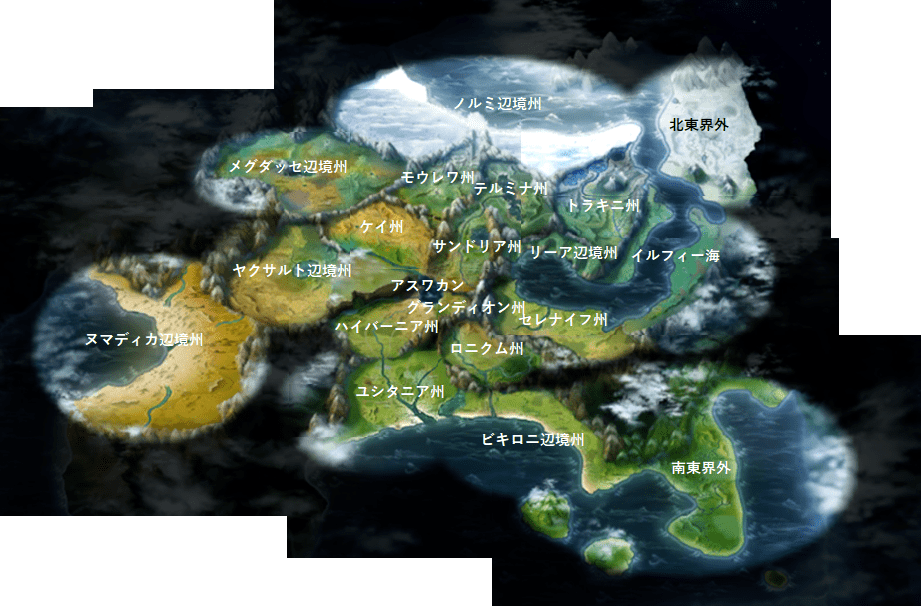 ノルミ辺境州
北東界外
メグダッセ辺境州
モウレワ州
テルミナ州
トラキニ州
ケイ州
サンドリア州
リーア辺境州
イルフィー海
ヤクサルト辺境州
アスワカン
グランディオン州
セレナイフ州
ハイバーニア州
ヌマディカ辺境州
ロニクム州
ユシタニア州
ビキロニ辺境州
南東界外